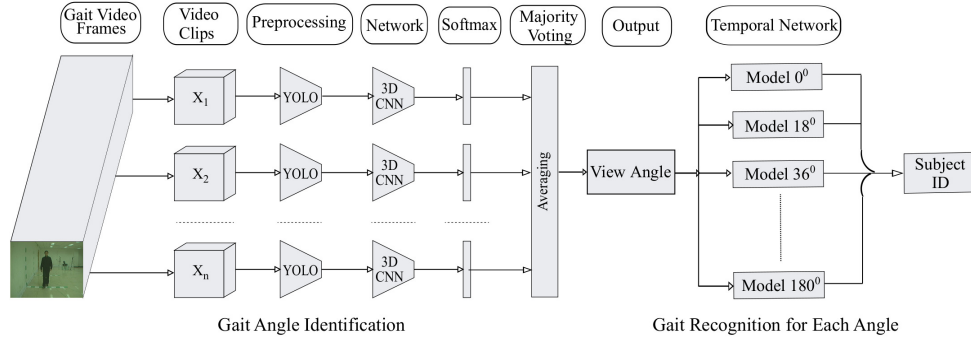 Gait Video
Frames
Video
Clips
Preprocessing
Network
Softmax
Majority
Voting
Output
Temporal Network
X1
YOLO
3D
CNN
X2
YOLO
3D
CNN
Xn
YOLO
3D
CNN
Averaging
View Angle
Model 0⁰
Model 18⁰
Model 36⁰
Model 180⁰
Subject
ID
Gait Angle Identification
Gait Recognition for Each Angle